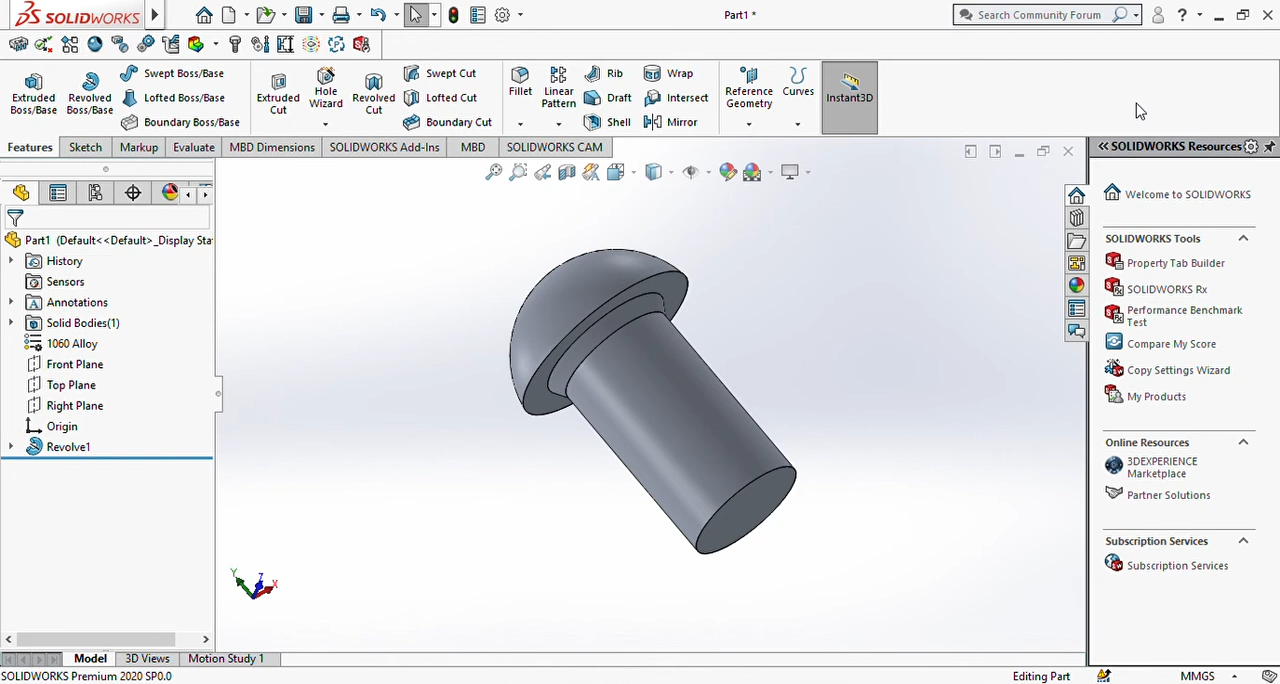 SOLIDWORKS
Part1 *
Search Community Forum
?
Extruded Boss/Base
Revolved Boss/Base
Swept Boss/Base
Lofted Boss/Base
Boundary Boss/Base
Extruded Cut
Hole Wizard
Revolved Cut
Swept Cut
Lofted Cut
Boundary Cut
Fillet
Linear Pattern
Rib
Draft
Shell
Wrap
Intersect
Mirror
Reference Geometry
Curves
Instant3D
Features Sketch Markup Evaluate MBD Dimensions SOLIDWORKS Add-Ins MBD SOLIDWORKS CAM
Part1 (Default<<Default>_Display Sta
History
Sensors
Annotations
Solid Bodies(1)
1060 Alloy
Front Plane
Top Plane
Right Plane
Origin
Revolve1
Y
Z
X
SOLIDWORKS Resources
Welcome to SOLIDWORKS
SOLIDWORKS Tools
Property Tab Builder
SOLIDWORKS Rx
Performance Benchmark
Test
Compare My Score
Copy Settings Wizard
My Products
Online Resources
3DEXPERIENCE
Marketplace
Partner Solutions
Subscription Services
Subscription Services
Model 3D Views Motion Study 1
SOLIDWORKS Premium 2020 SP0.0
Editing Part
MMGS